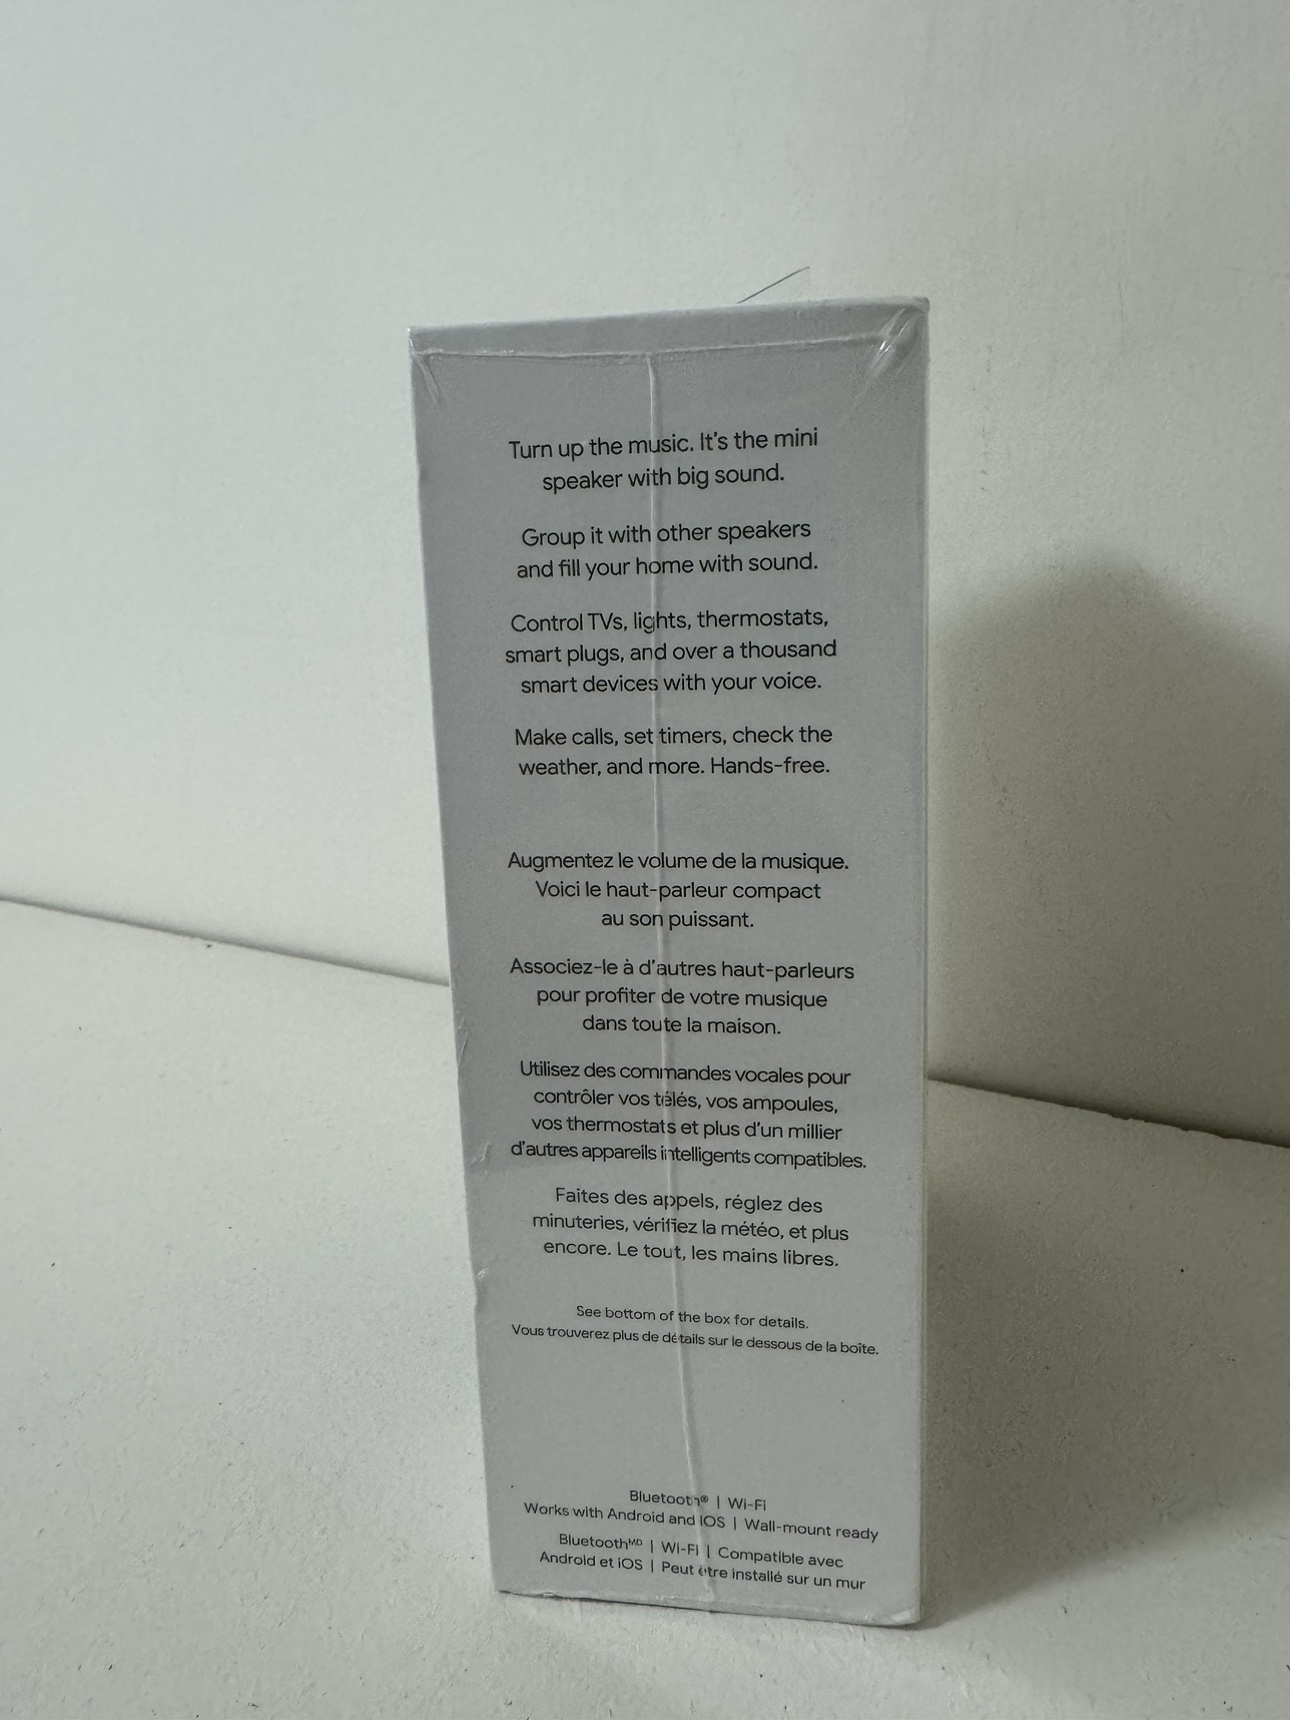 Turn up the music. It's the mini
speaker with big sound.
Group it with other speakers
and fill your home with sound.
Control TVs, lights, thermostats,
smart plugs, and over a thousand
smart devices with your voice.
Make calls, set timers, check the
weather, and more. Hands-free.
Augmentez le volume de la musique.
Voici le haut-parleur compact
au son puissant.
Associez-le à d'autres haut-parleurs
pour profiter de votre musique
dans toute la maison.
Utilisez des commandes vocales pour
contrôler vos télés, vos ampoules,
vos thermostats et plus d'un millier
d'autres appareils intelligents compatibles.
Faites des appels, réglez des
minuteries, vérifiez la météo, et plus
encore. Le tout, les mains libres.
See bottom of the box for details.
Vous trouverez plus de détails sur le dessous de la boîte.
Bluetooth® | Wi-Fi
Works with Android and iOS | Wall-mount ready
Bluetoothᴹᴰ | Wi-Fi | Compatible avec
Android et iOS | Peut être installé sur un mur